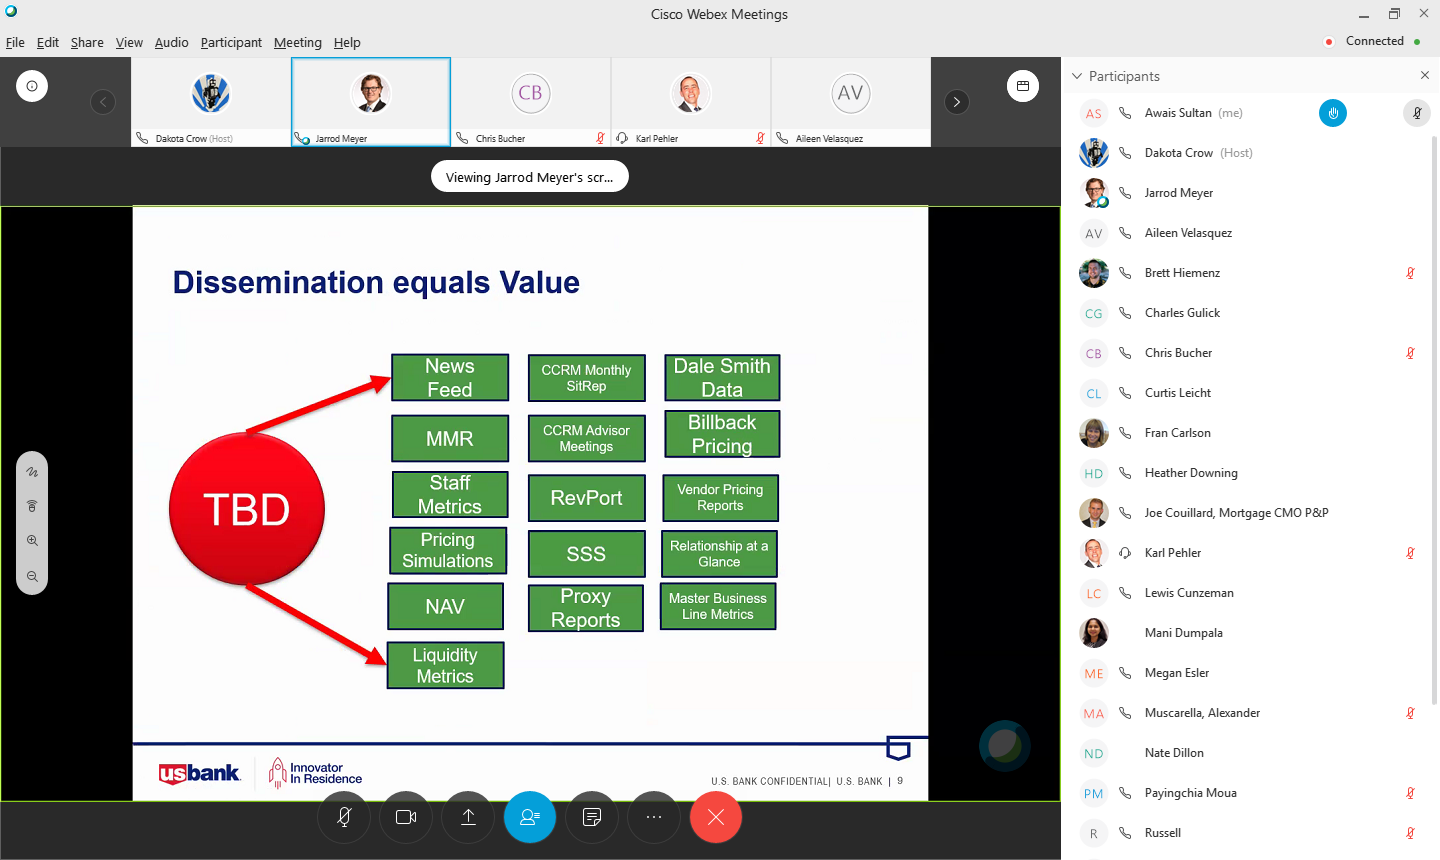 Cisco Webex Meetings
File Edit Share View Audio Participant Meeting Help
Connected
CB
AV
Dakota Crow (Host)
Jarrod Meyer
Chris Bucher
Karl Pehler
Aileen Velasquez
Viewing Jarrod Meyer's scr...
Dissemination equals Value
TBD
News
Feed
MMR
Staff
Metrics
Pricing
Simulations
NAV
Liquidity
Metrics
CCRM Monthly
SitRep
CCRM Advisor
Meetings
RevPort
SSS
Proxy
Reports
Dale Smith
Data
Billback
Pricing
Vendor Pricing
Reports
Relationship at a
Glance
Master Business
Line Metrics
usbank
Innovator
In Residence
U.S. BANK CONFIDENTIAL| U.S. BANK | 9
Participants
AS Awais Sultan (me)
Dakota Crow (Host)
Jarrod Meyer
AV Aileen Velasquez
Brett Hiemenz
CG Charles Gulick
CB Chris Bucher
CL Curtis Leicht
Fran Carlson
HD Heather Downing
Joe Couillard, Mortgage CMO P&P
Karl Pehler
LC Lewis Cunzeman
Mani Dumpala
ME Megan Esler
MA Muscarella, Alexander
ND Nate Dillon
PM Payingchia Moua
R Russell